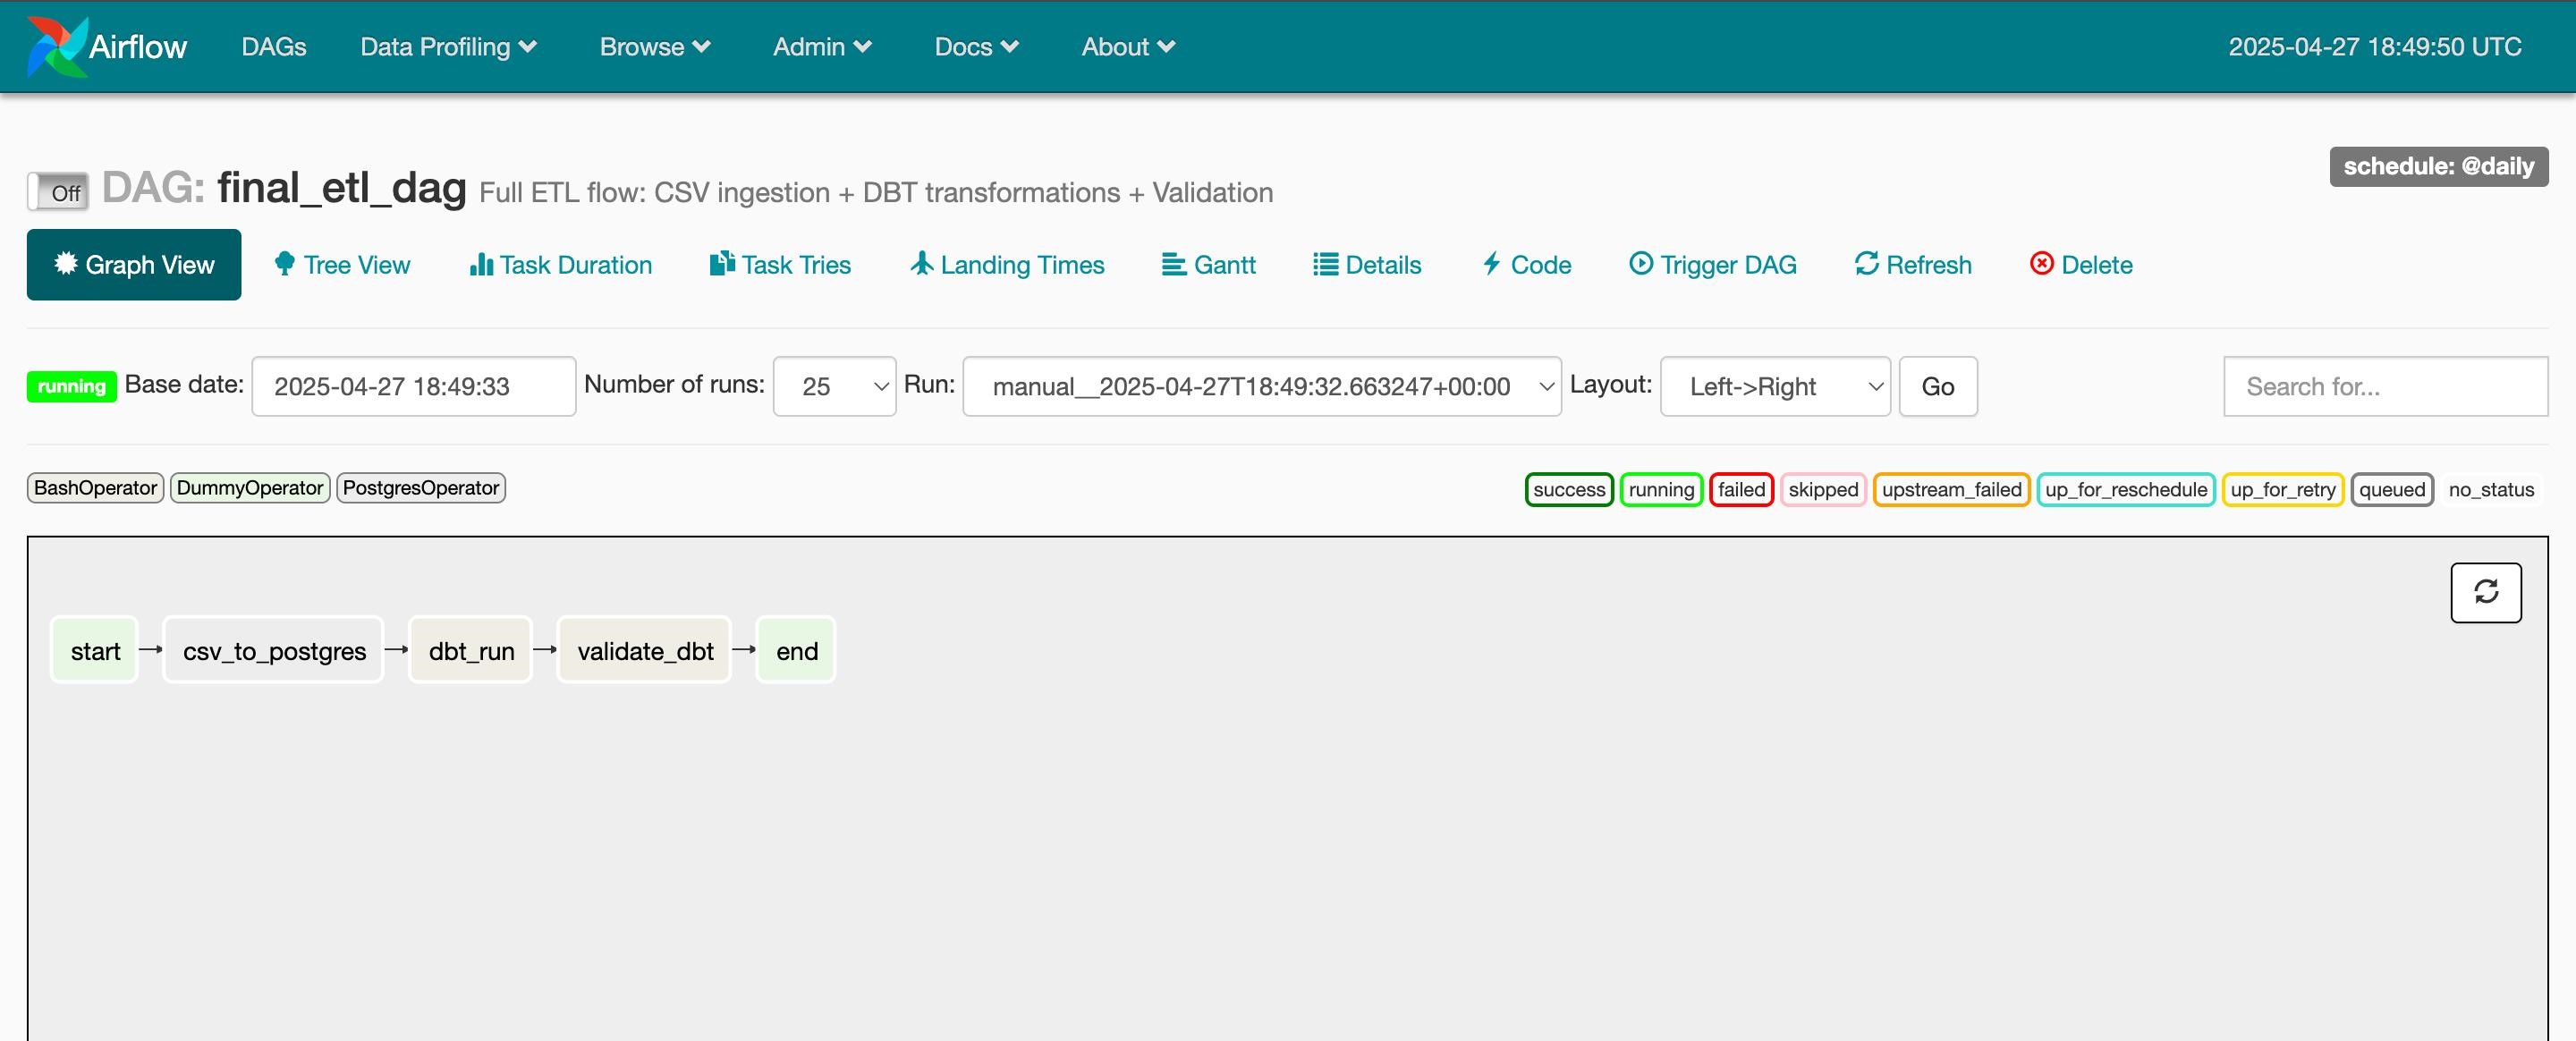 Airflow DAGs Data Profiling Browse Admin Docs About 2025-04-27 18:49:50 UTC
schedule: @daily
Off DAG: final_etl_dag Full ETL flow: CSV ingestion + DBT transformations + Validation
Graph View Tree View Task Duration Task Tries Landing Times Gantt Details Code Trigger DAG Refresh Delete
running Base date: 2025-04-27 18:49:33 Number of runs: 25 Run: manual__2025-04-27T18:49:32.663247+00:00 Layout: Left->Right Go Search for...
BashOperator DummyOperator PostgresOperator success running failed skipped upstream_failed up_for_reschedule up_for_retry queued no_status
start csv_to_postgres dbt_run validate_dbt end